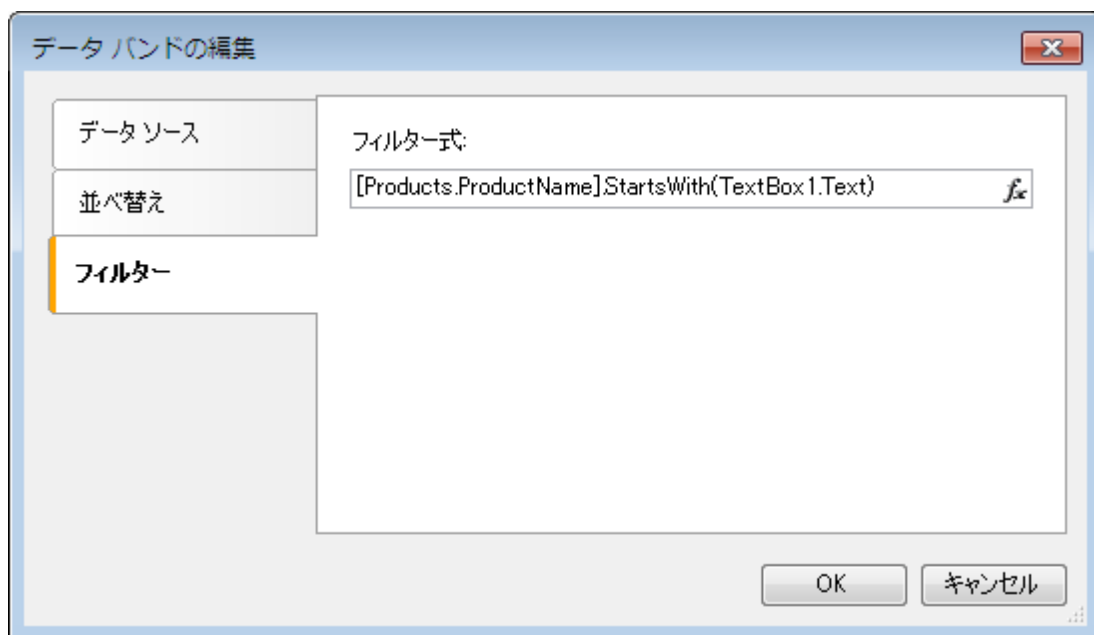 データ バンドの編集
データ ソース
並べ替え
フィルター
フィルター式:
[Products.ProductName].StartsWith(TextBox1.Text)
fx
OK
キャンセル